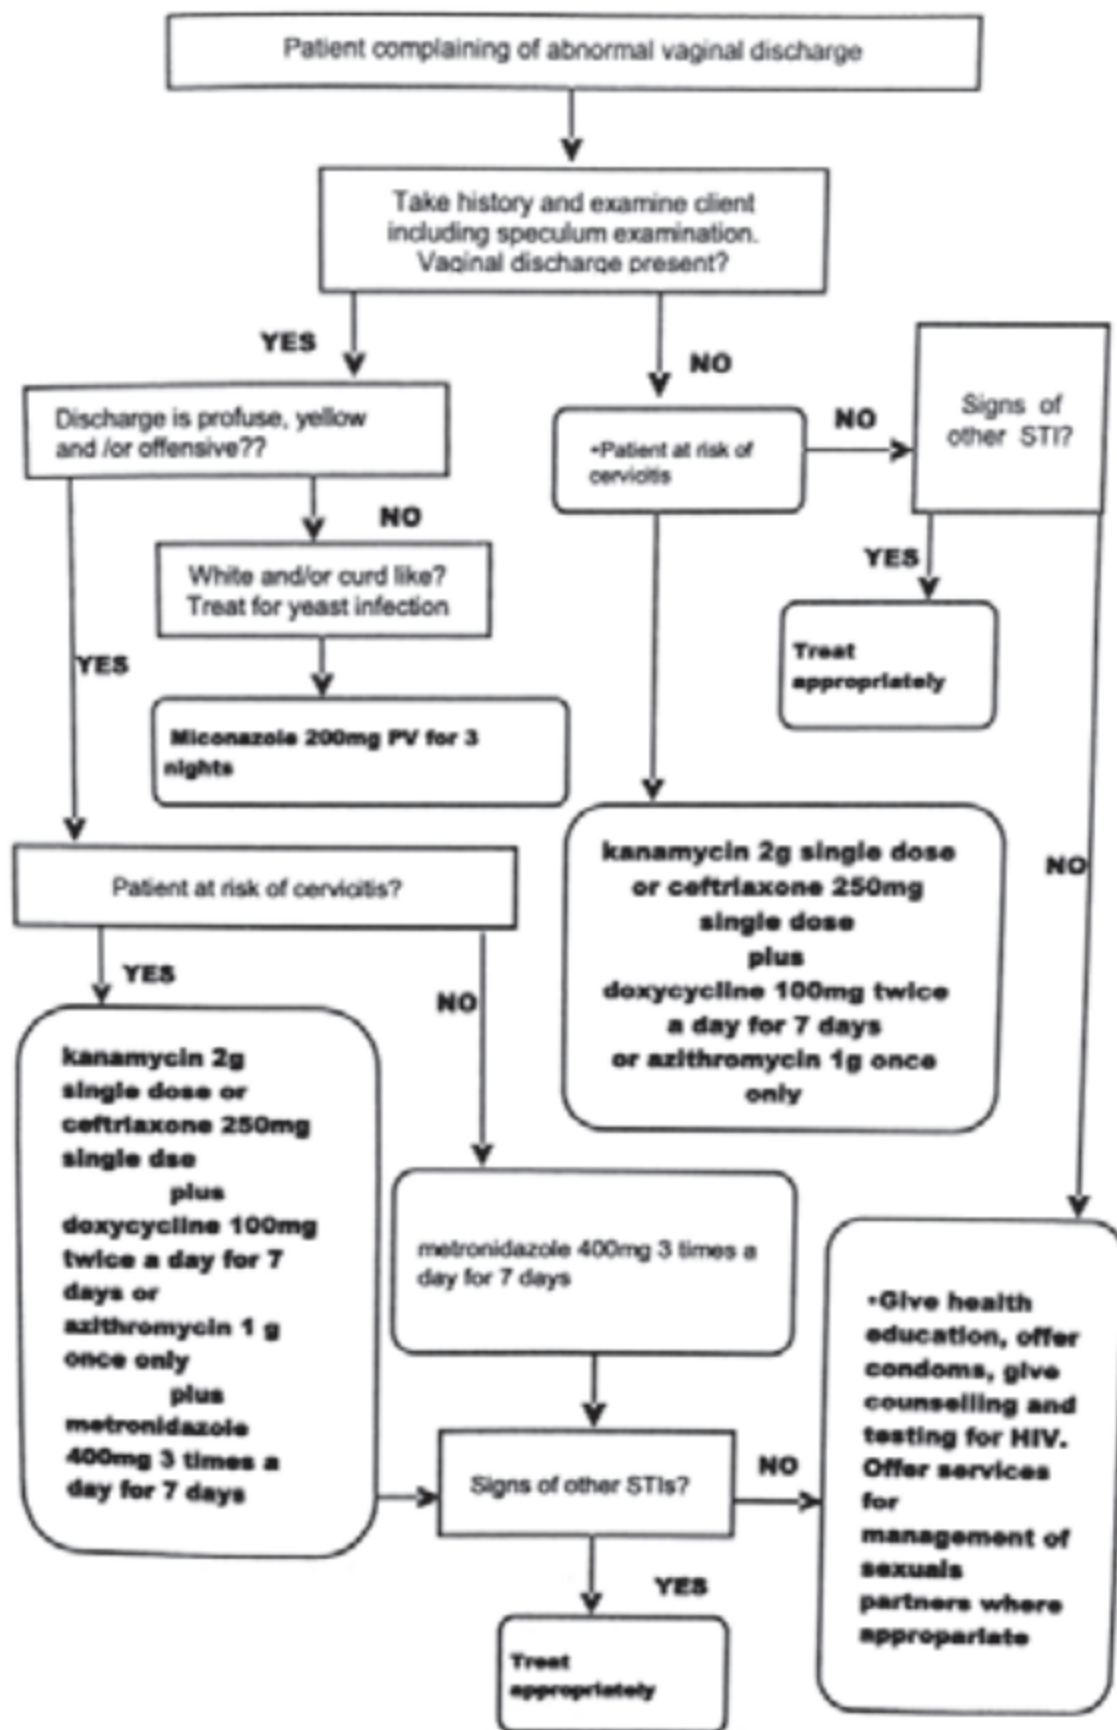 Patient complaining of abnormal vaginal discharge
Take history and examine client
including speculum examination.
Vaginal discharge present?
YES
NO
Discharge is profuse, yellow
and /or offensive??
•Patient at risk of
cervicitis
NO
Signs of
other STI?
NO
White and/or curd like?
Treat for yeast infection
YES
Treat
appropriately
YES
Miconazole 200mg PV for 3
nights
kanamycin 2g single dose
or ceftriaxone 250mg
single dose
plus
doxycycline 100mg twice
a day for 7 days
or azithromycin 1g once
only
NO
Patient at risk of cervicitis?
YES
NO
kanamycin 2g
single dose or
ceftriaxone 250mg
single dse
plus
doxycycline 100mg
twice a day for 7
days or
azithromycin 1 g
once only
plus
metronidazole
400mg 3 times a
day for 7 days
metronidazole 400mg 3 times a
day for 7 days
Signs of other STIs?
NO
YES
Treat
appropriately
•Give health
education, offer
condoms, give
counselling and
testing for HIV.
Offer services
for
management of
sexuals
partners where
appropariate